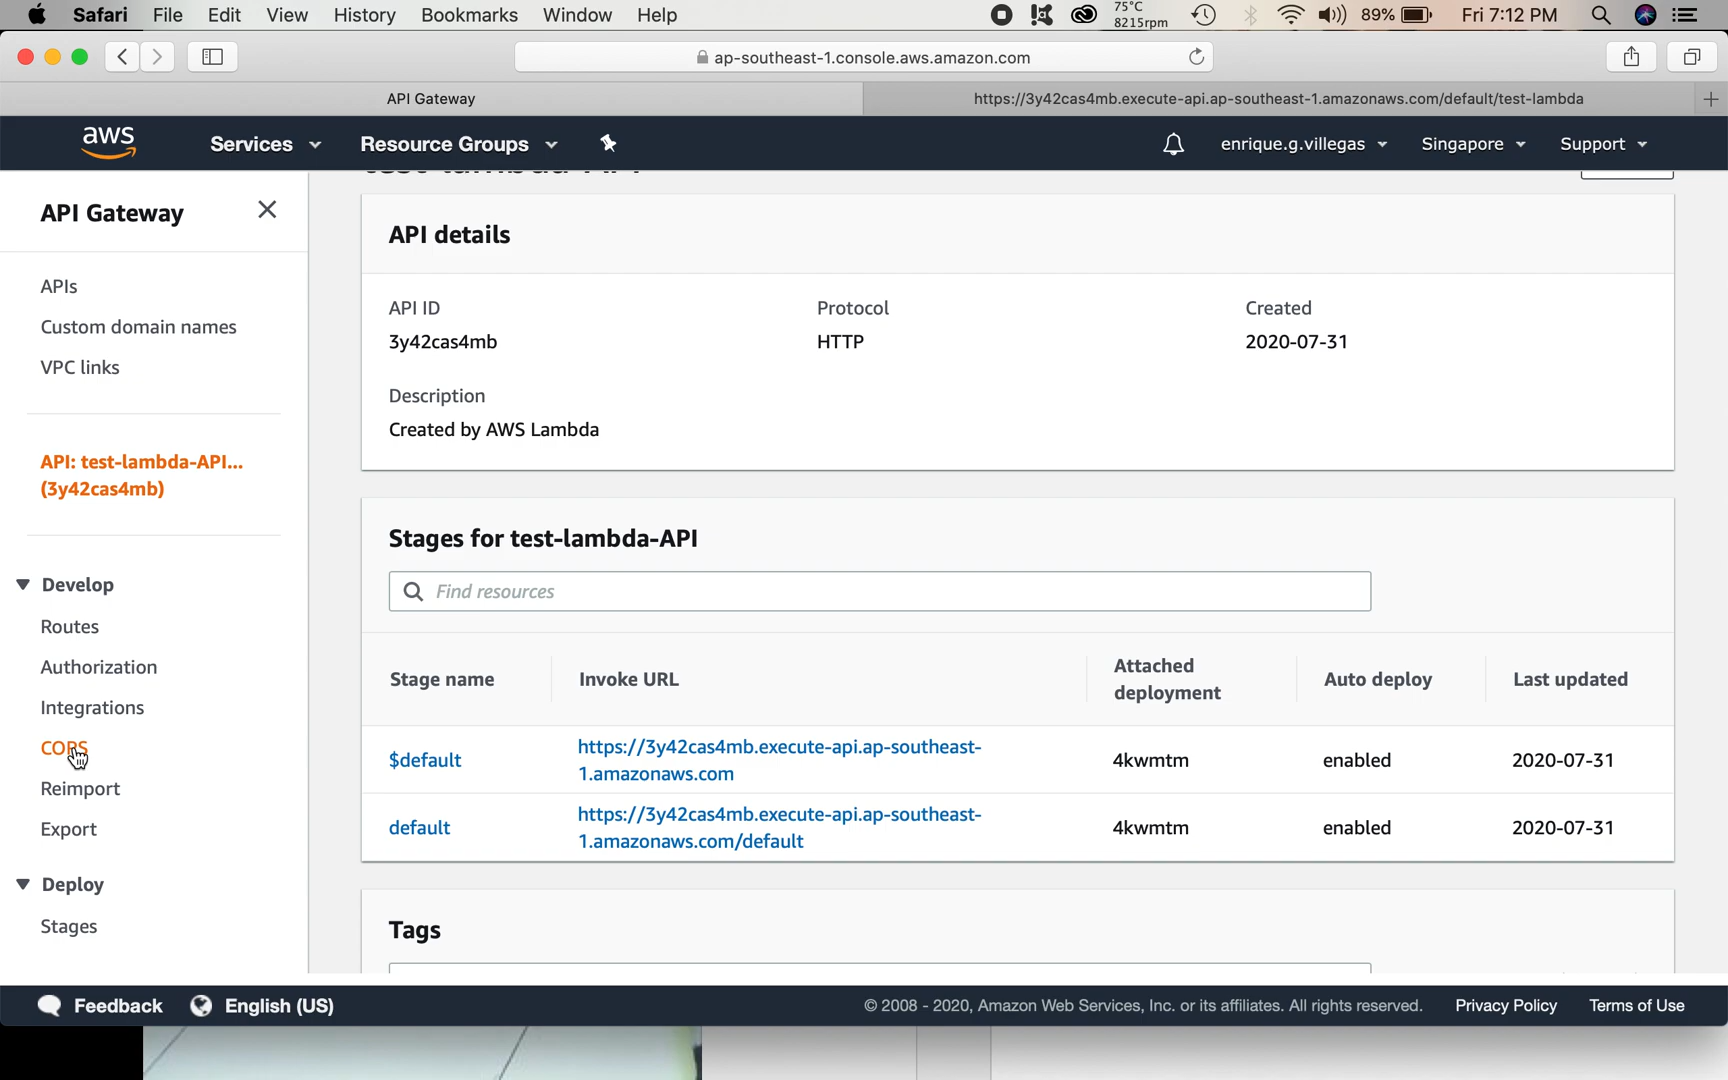 Safari File Edit View History Bookmarks Window Help 75°C 8215rpm 89% Fri 7:12 PM
ap-southeast-1.console.aws.amazon.com
API Gateway https://3y42cas4mb.execute-api.ap-southeast-1.amazonaws.com/default/test-lambda
aws Services Resource Groups enrique.g.villegas Singapore Support
API Gateway
APIs
Custom domain names
VPC links
API: test-lambda-API...
(3y42cas4mb)
Develop
Routes
Authorization
Integrations
CORS
Reimport
Export
Deploy
Stages
test-lambda-API
API details
API ID Protocol Created
3y42cas4mb HTTP 2020-07-31
Description
Created by AWS Lambda
Stages for test-lambda-API
Find resources
Stage name Invoke URL Attached deployment Auto deploy Last updated
$default https://3y42cas4mb.execute-api.ap-southeast-
1.amazonaws.com 4kwmtm enabled 2020-07-31
default https://3y42cas4mb.execute-api.ap-southeast-
1.amazonaws.com/default 4kwmtm enabled 2020-07-31
Tags
Feedback English (US) © 2008 - 2020, Amazon Web Services, Inc. or its affiliates. All rights reserved. Privacy Policy Terms of Use